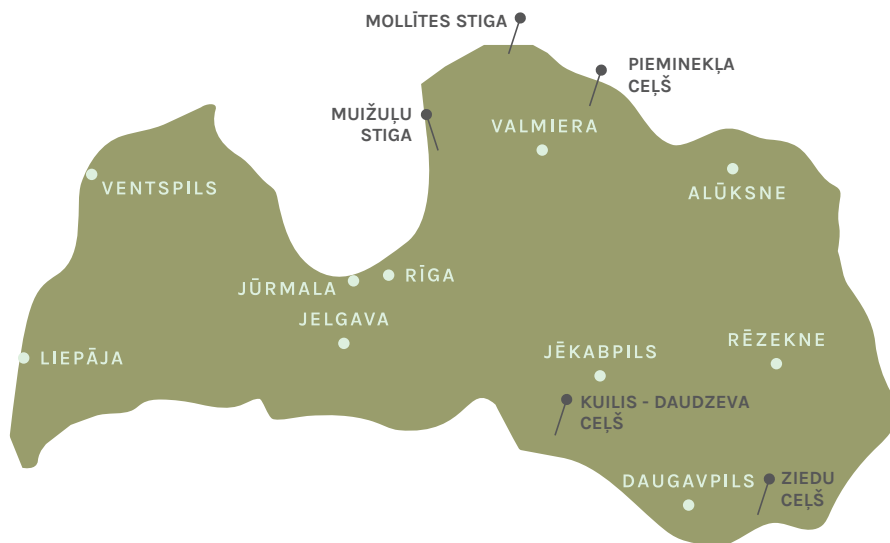 MOLLĪTES STIGA
PIEMINEKĻA
CEĻŠ
MUIŽUĻU
STIGA
VALMIERA
VENTSPILS
ALŪKSNE
RĪGA
JŪRMALA
JELGAVA
LIEPĀJA
JĒKABPILS
RĒZEKNE
KUILIS - DAUDZEVA
CEĻŠ
DAUGAVPILS
ZIEDU
CEĻŠ